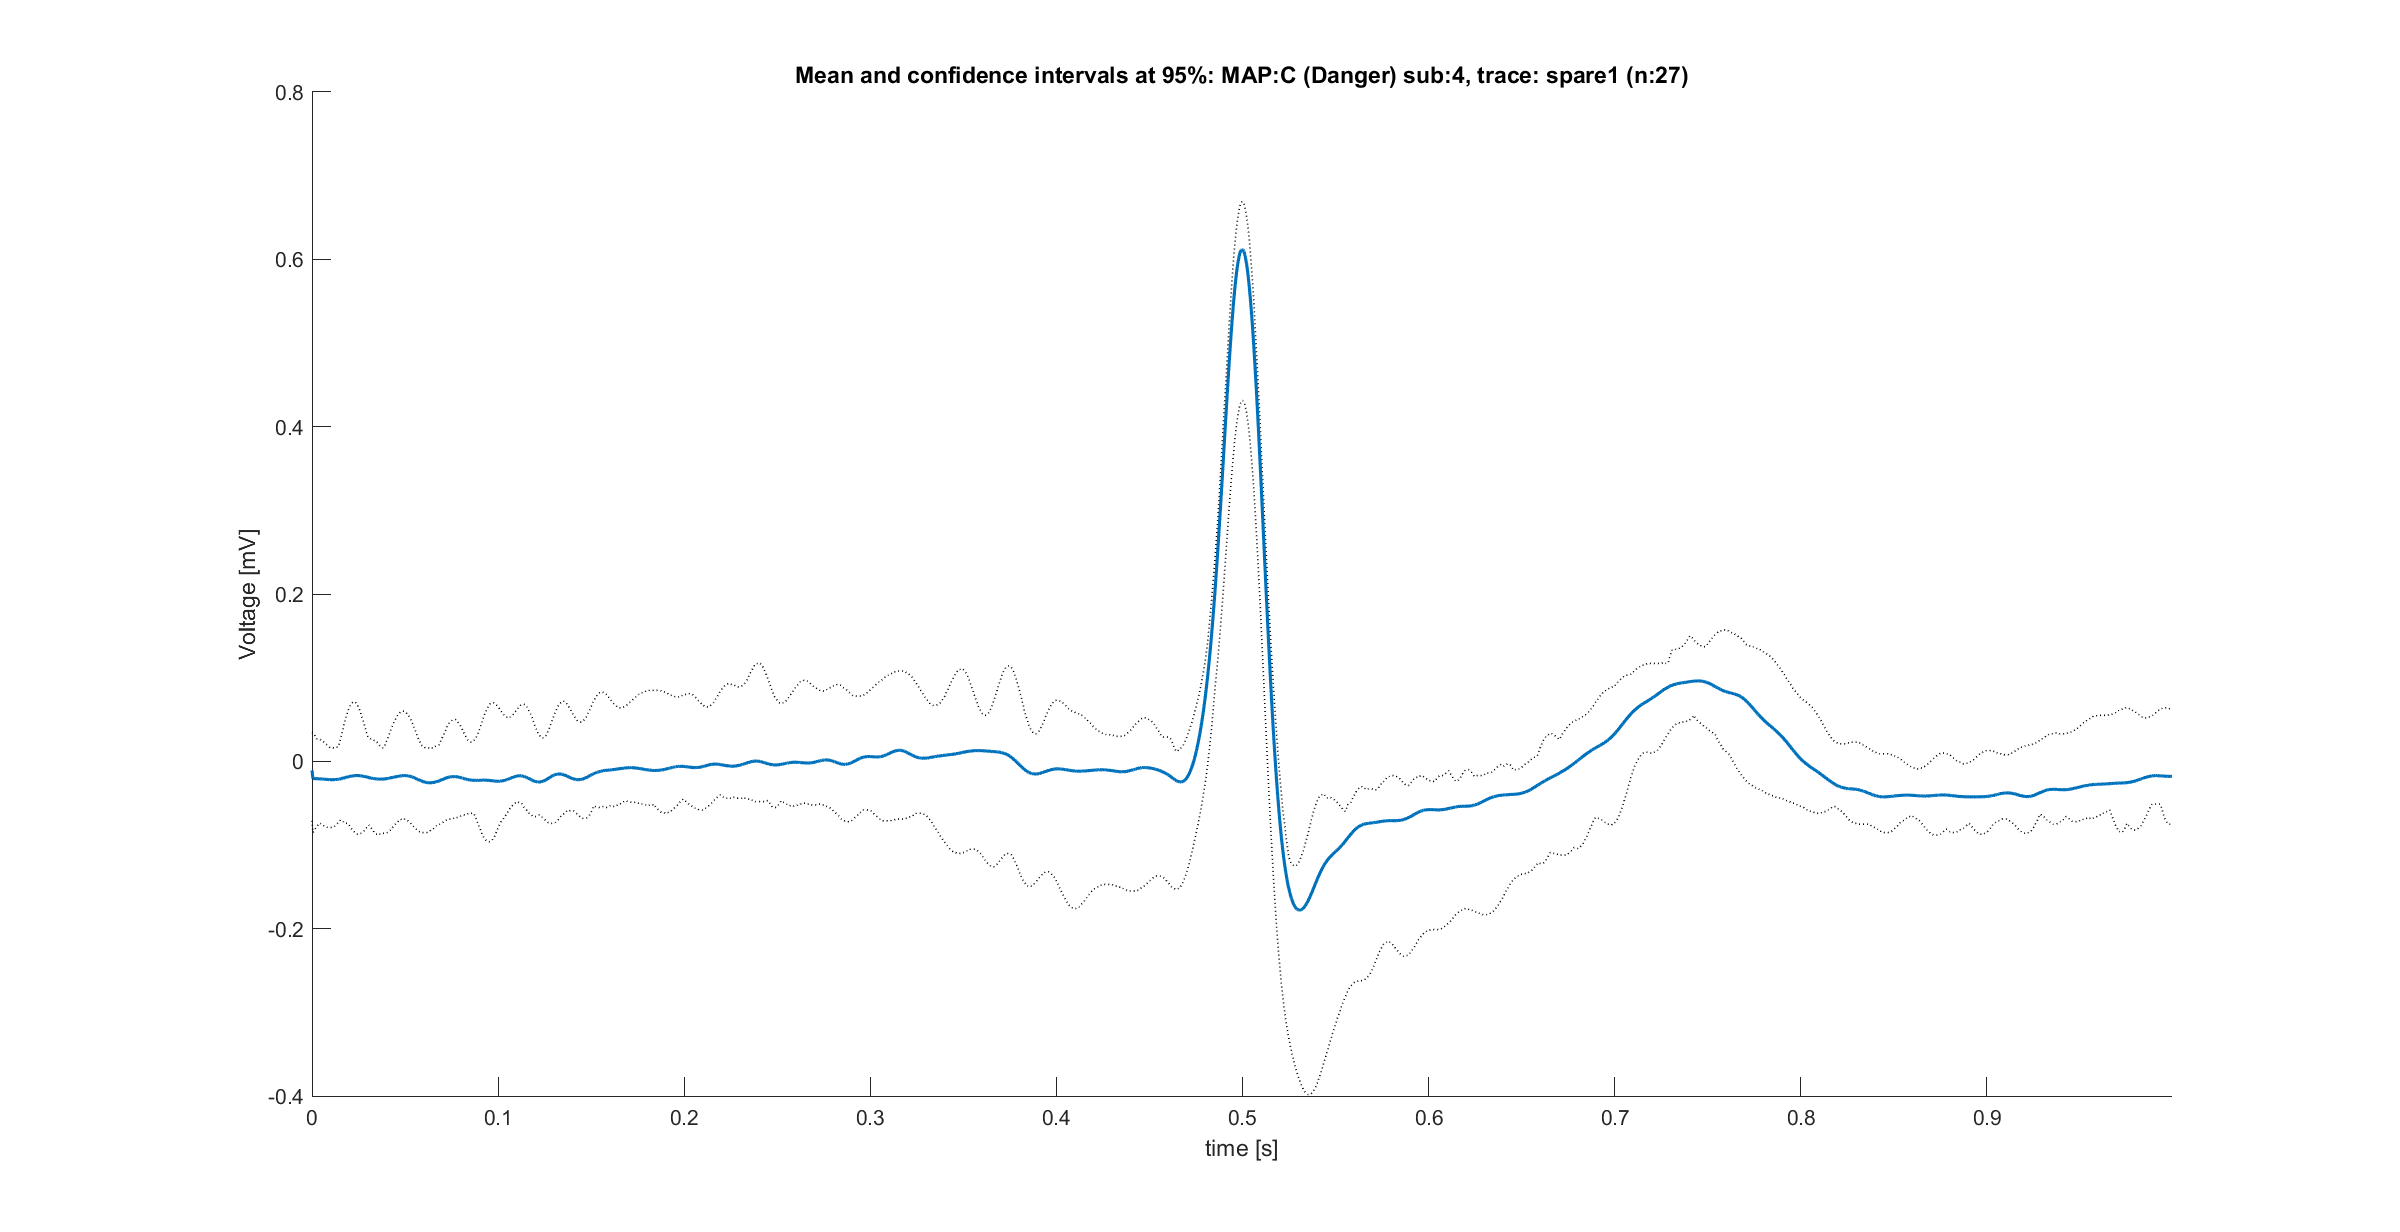 Mean and confidence intervals at 95%: MAP:C (Danger) sub:4, trace: spare1 (n:27)
0.8
0.6
0.4
0.2
0
-0.2
-0.4
Voltage [mV]
0 0.1 0.2 0.3 0.4 0.5 0.6 0.7 0.8 0.9
time [s]